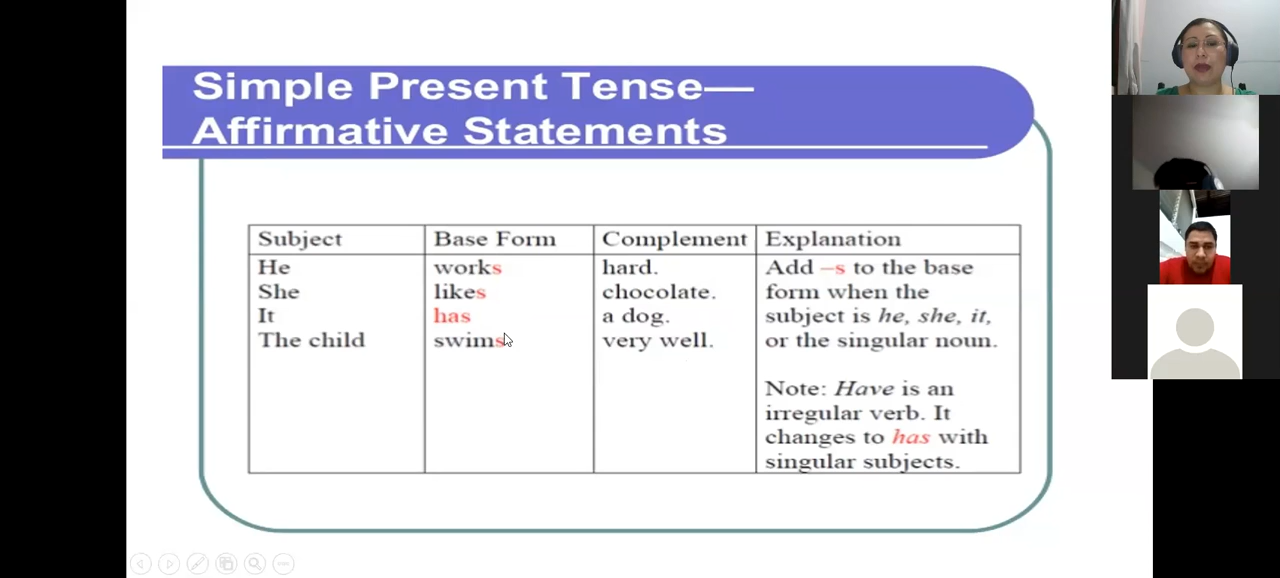 Simple Present Tense—
Affirmative Statements
Subject Base Form Complement Explanation
He works hard. Add –s to the base
She likes chocolate. form when the
It has a dog. subject is he, she, it,
The child swims very well. or the singular noun.
Note: Have is an
irregular verb. It
changes to has with
singular subjects.